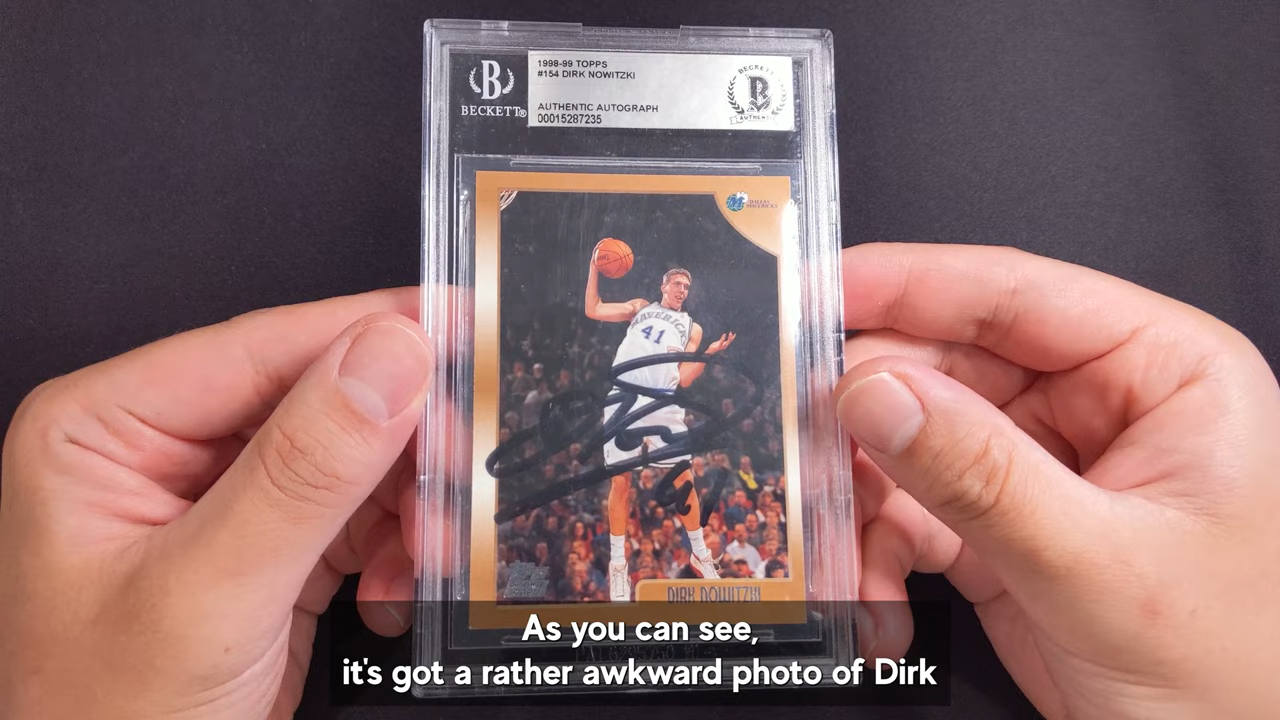 1998-99 TOPPS
#154 DIRK NOWITZKI
AUTHENTIC AUTOGRAPH
00015287235
B
BECKETT®
BECKETT
B
AUTHENTIC
DALLAS
MAVERICKS
MAVERICKS
41
DIRK NOWITZKI
As you can see,
it's got a rather awkward photo of Dirk